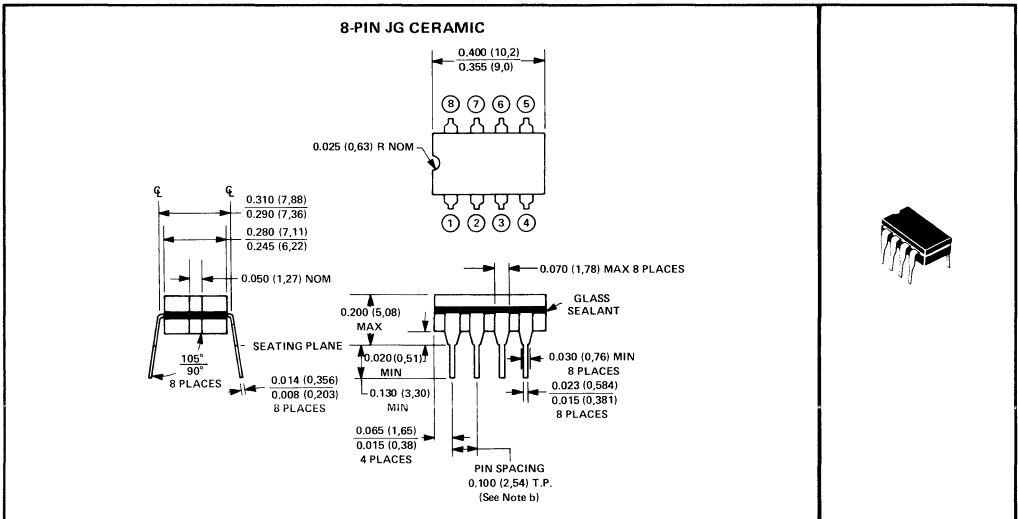 8-PIN JG CERAMIC
0.400 (10,2)
0.355 (9,0)
8 7 6 5
0.025 (0,63) R NOM
1 2 3 4
℄ ℄
0.310 (7,88)
0.290 (7,36)
0.280 (7,11)
0.245 (6,22)
0.050 (1,27) NOM
105°
90°
8 PLACES
SEATING PLANE
0.014 (0,356)
0.008 (0,203)
8 PLACES
0.070 (1,78) MAX 8 PLACES
0.200 (5,08)
MAX
GLASS
SEALANT
0.020 (0,51)
MIN
0.130 (3,30)
MIN
0.030 (0,76) MIN
8 PLACES
0.023 (0,584)
0.015 (0,381)
8 PLACES
0.065 (1,65)
0.015 (0,38)
4 PLACES
PIN SPACING
0.100 (2,54) T.P.
(See Note b)